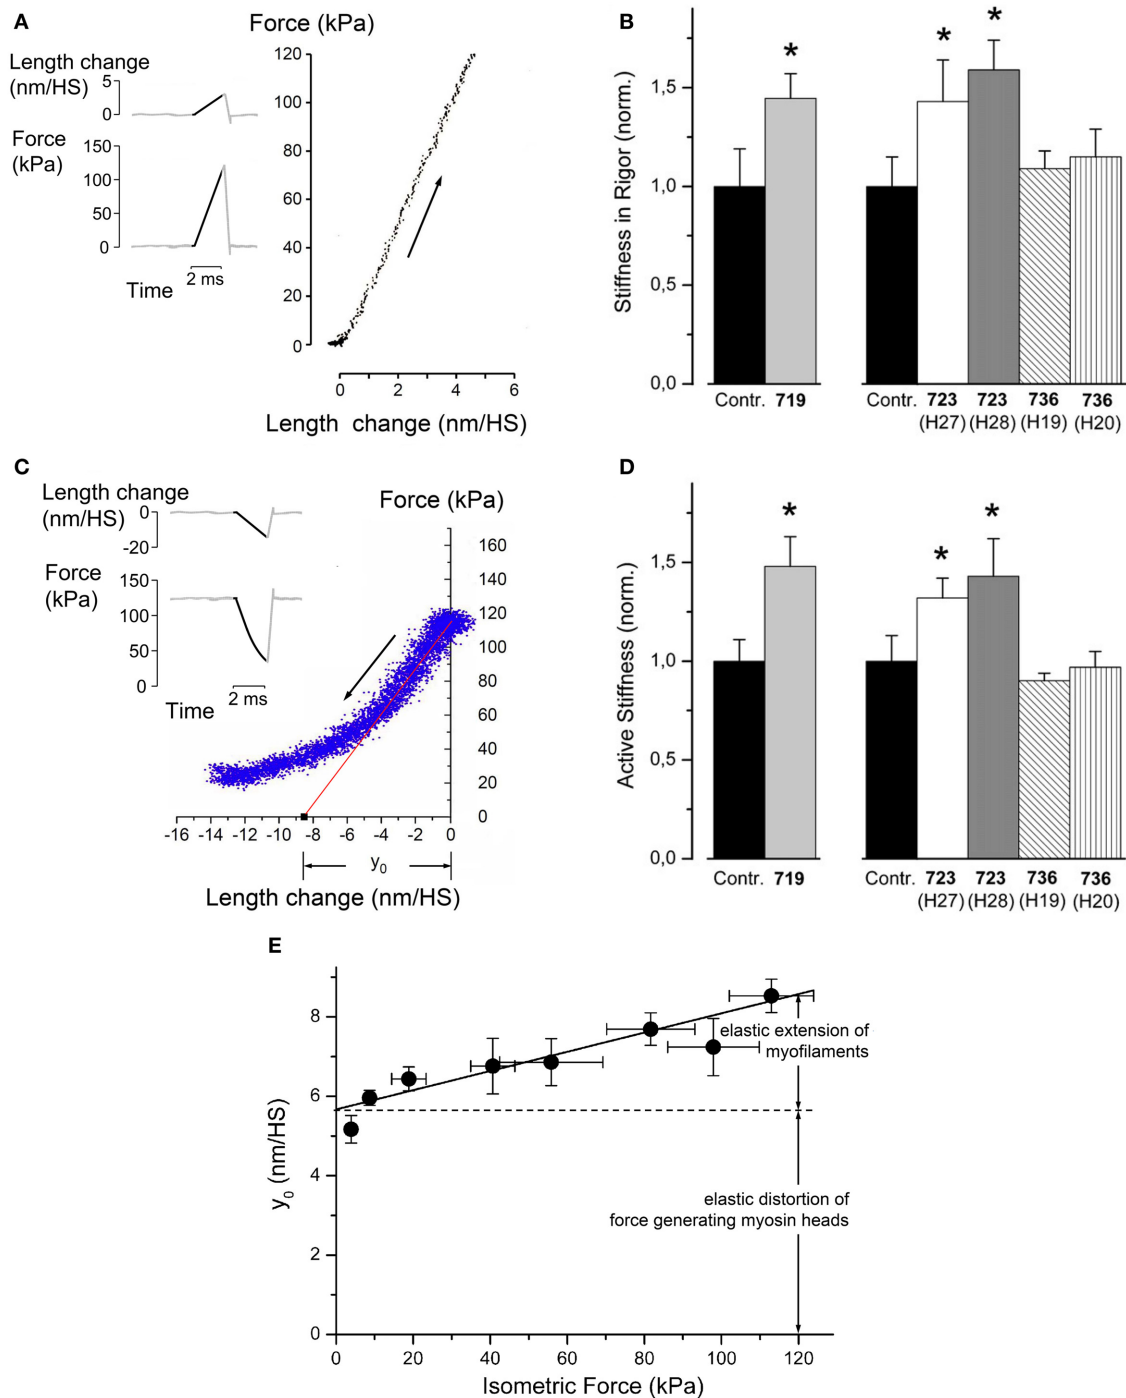 A
Length change
(nm/HS)
5
0
Force
(kPa)
150
100
50
0
2 ms
Time
Force (kPa)
120
100
80
60
40
20
0
0 2 4 6
Length change (nm/HS)
B
Stiffness in Rigor (norm.)
1,5
1,0
0,5
0,0
* * *
Contr. 719 Contr. 723 723 736 736
(H27) (H28) (H19) (H20)
C
Length change
(nm/HS)
0
-20
Force
(kPa)
150
100
50
0
2 ms
Time
Force (kPa)
160
140
120
100
80
60
40
20
0
-16 -14 -12 -10 -8 -6 -4 -2 0
y0
Length change (nm/HS)
D
Active Stiffness (norm.)
1,5
1,0
0,5
0,0
* * *
Contr. 719 Contr. 723 723 736 736
(H27) (H28) (H19) (H20)
E
y0 (nm/HS)
8
6
4
2
0
elastic extension of
myofilaments
elastic distortion of
force generating myosin heads
0 20 40 60 80 100 120
Isometric Force (kPa)